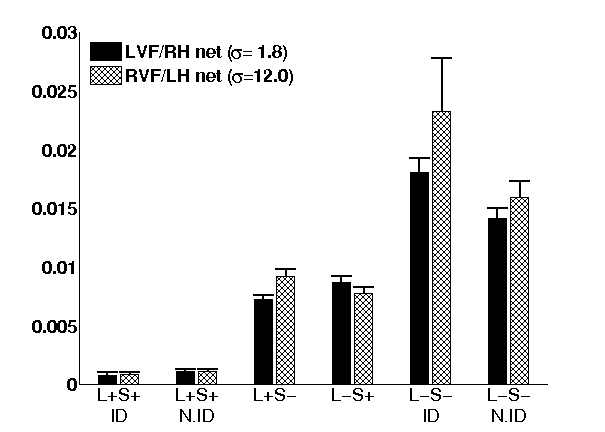 0.03
LVF/RH net (σ= 1.8)
RVF/LH net (σ=12.0)
0.025
0.02
0.015
0.01
0.005
0
L+S+ L+S+ L+S− L−S+ L−S− L−S−
ID N.ID ID N.ID